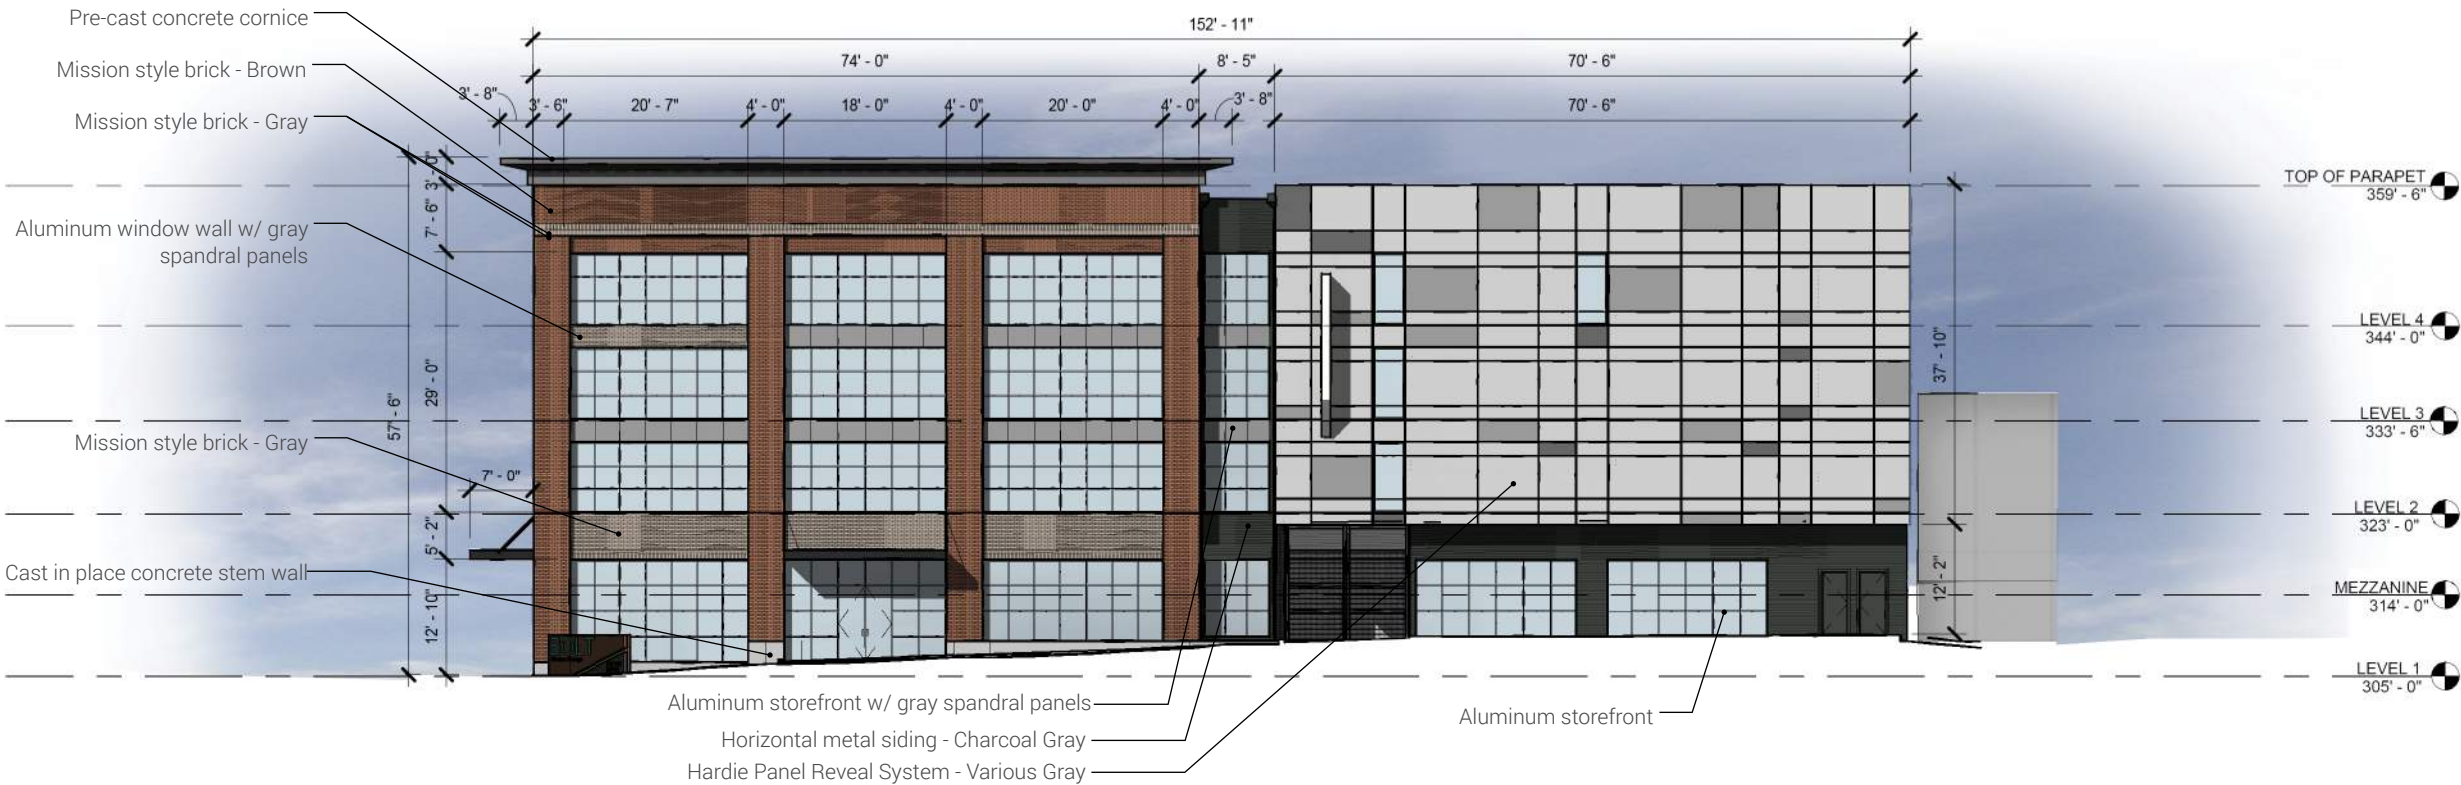 Pre-cast concrete cornice
152' - 11"
Mission style brick - Brown
74' - 0"
8' - 5"
70' - 6"
3' - 8"
3' - 6"
20' - 7"
4' - 0"
18' - 0"
4' - 0"
20' - 0"
4' - 0"
3' - 8"
70' - 6"
Mission style brick - Gray
3' - 0"
TOP OF PARAPET
359' - 6"
7' - 6"
Aluminum window wall w/ gray
spandral panels
LEVEL 4
344' - 0"
37' - 10"
29' - 0"
57' - 6"
LEVEL 3
333' - 6"
Mission style brick - Gray
7' - 0"
LEVEL 2
323' - 0"
5' - 2"
Cast in place concrete stem wall
MEZZANINE
314' - 0"
12' - 2"
12' - 10"
LEVEL 1
305' - 0"
Aluminum storefront w/ gray spandral panels
Aluminum storefront
Horizontal metal siding - Charcoal Gray
Hardie Panel Reveal System - Various Gray